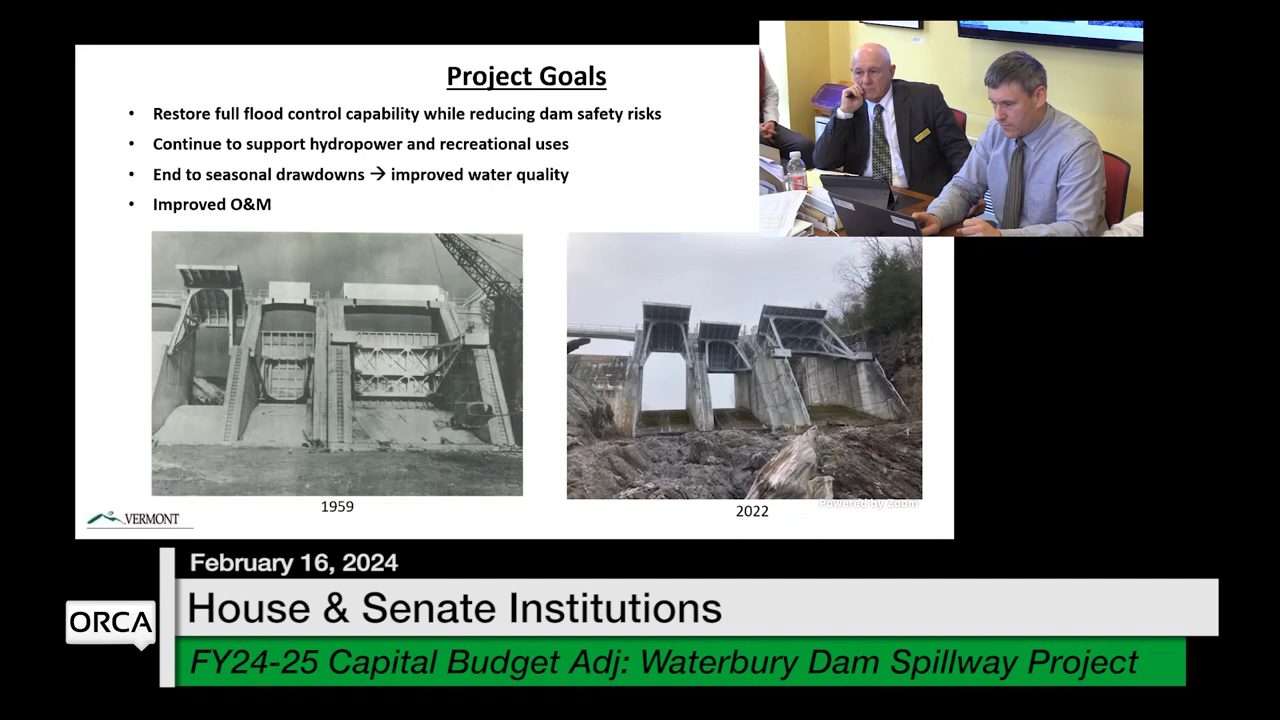 Project Goals
• Restore full flood control capability while reducing dam safety risks
• Continue to support hydropower and recreational uses
• End to seasonal drawdowns → improved water quality
• Improved O&M
1959
2022
Powered by Zoom
VERMONT
February 16, 2024
ORCA
House & Senate Institutions
FY24-25 Capital Budget Adj: Waterbury Dam Spillway Project